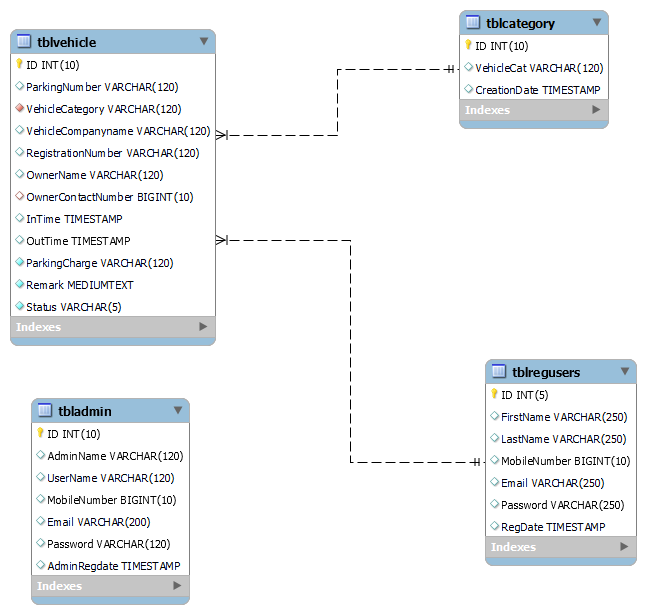 tblvehicle
ID INT(10)
ParkingNumber VARCHAR(120)
VehicleCategory VARCHAR(120)
VehicleCompanyname VARCHAR(120)
RegistrationNumber VARCHAR(120)
OwnerName VARCHAR(120)
OwnerContactNumber BIGINT(10)
InTime TIMESTAMP
OutTime TIMESTAMP
ParkingCharge VARCHAR(120)
Remark MEDIUMTEXT
Status VARCHAR(5)
Indexes
tblcategory
ID INT(10)
VehicleCat VARCHAR(120)
CreationDate TIMESTAMP
Indexes
tbladmin
ID INT(10)
AdminName VARCHAR(120)
UserName VARCHAR(120)
MobileNumber BIGINT(10)
Email VARCHAR(200)
Password VARCHAR(120)
AdminRegdate TIMESTAMP
Indexes
tblregusers
ID INT(5)
FirstName VARCHAR(250)
LastName VARCHAR(250)
MobileNumber BIGINT(10)
Email VARCHAR(250)
Password VARCHAR(250)
RegDate TIMESTAMP
Indexes